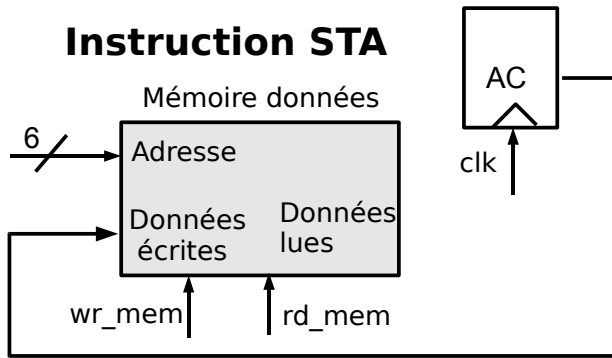 Instruction STA
AC
Mémoire données
6
Adresse
clk
Données
écrites
Données
lues
wr_mem
rd_mem